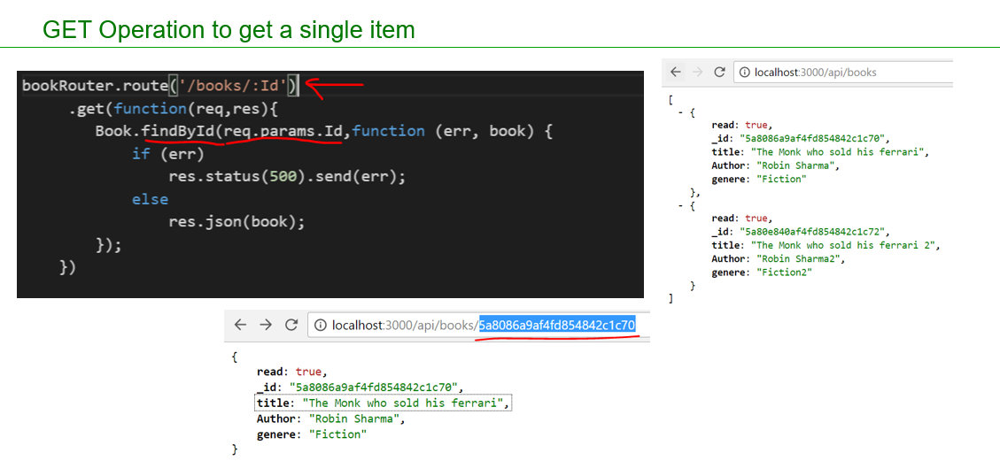 GET Operation to get a single item
bookRouter.route('/books/:Id')
.get(function(req,res){
Book.findById(req.params.Id,function (err, book) {
if (err)
res.status(500).send(err);
else
res.json(book);
});
})
localhost:3000/api/books
[
- {
read: true,
_id: "5a8086a9af4fd854842c1c70",
title: "The Monk who sold his ferrari",
Author: "Robin Sharma",
genere: "Fiction"
},
- {
read: true,
_id: "5a80e840af4fd854842c1c72",
title: "The Monk who sold his ferrari 2",
Author: "Robin Sharma2",
genere: "Fiction2"
}
]
localhost:3000/api/books/5a8086a9af4fd854842c1c70
{
read: true,
_id: "5a8086a9af4fd854842c1c70",
title: "The Monk who sold his ferrari",
Author: "Robin Sharma",
genere: "Fiction"
}